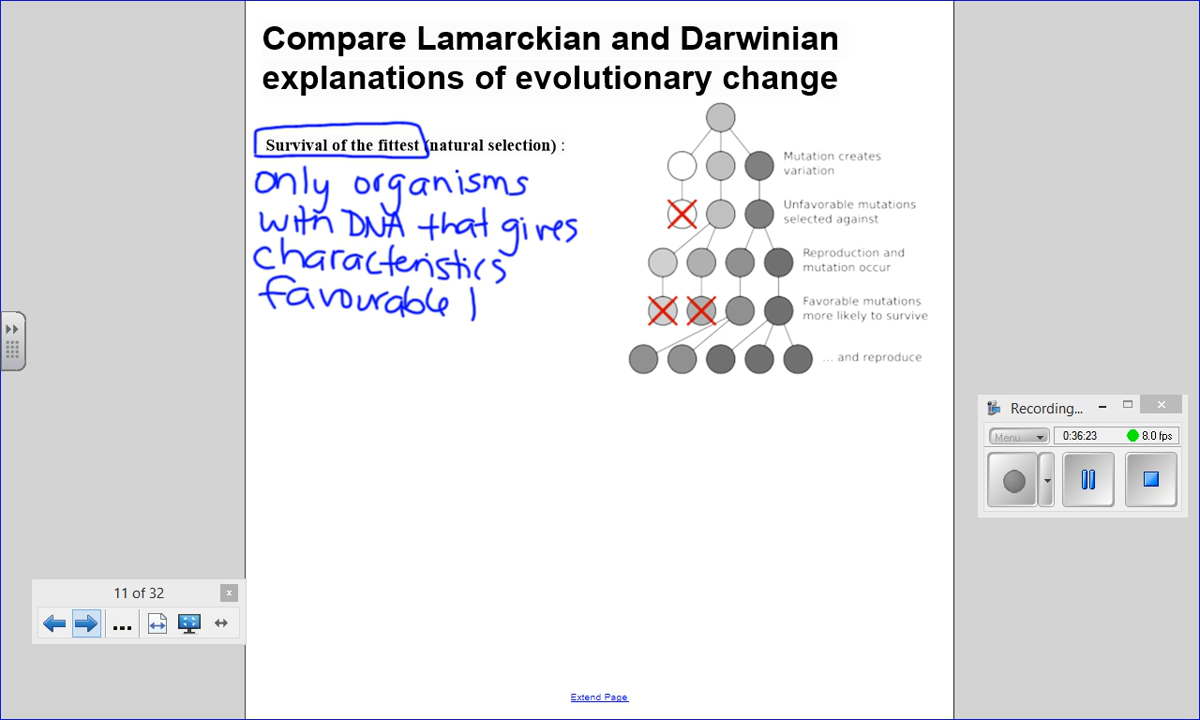 Compare Lamarckian and Darwinian
explanations of evolutionary change
Survival of the fittest (natural selection) :
only organisms
with DNA that gives
characteristics
favourable
Mutation creates
variation
Unfavorable mutations
selected against
Reproduction and
mutation occur
Favorable mutations
more likely to survive
... and reproduce
Recording...
Menu
0:36:23
8.0 fps
11 of 32
...
Extend Page